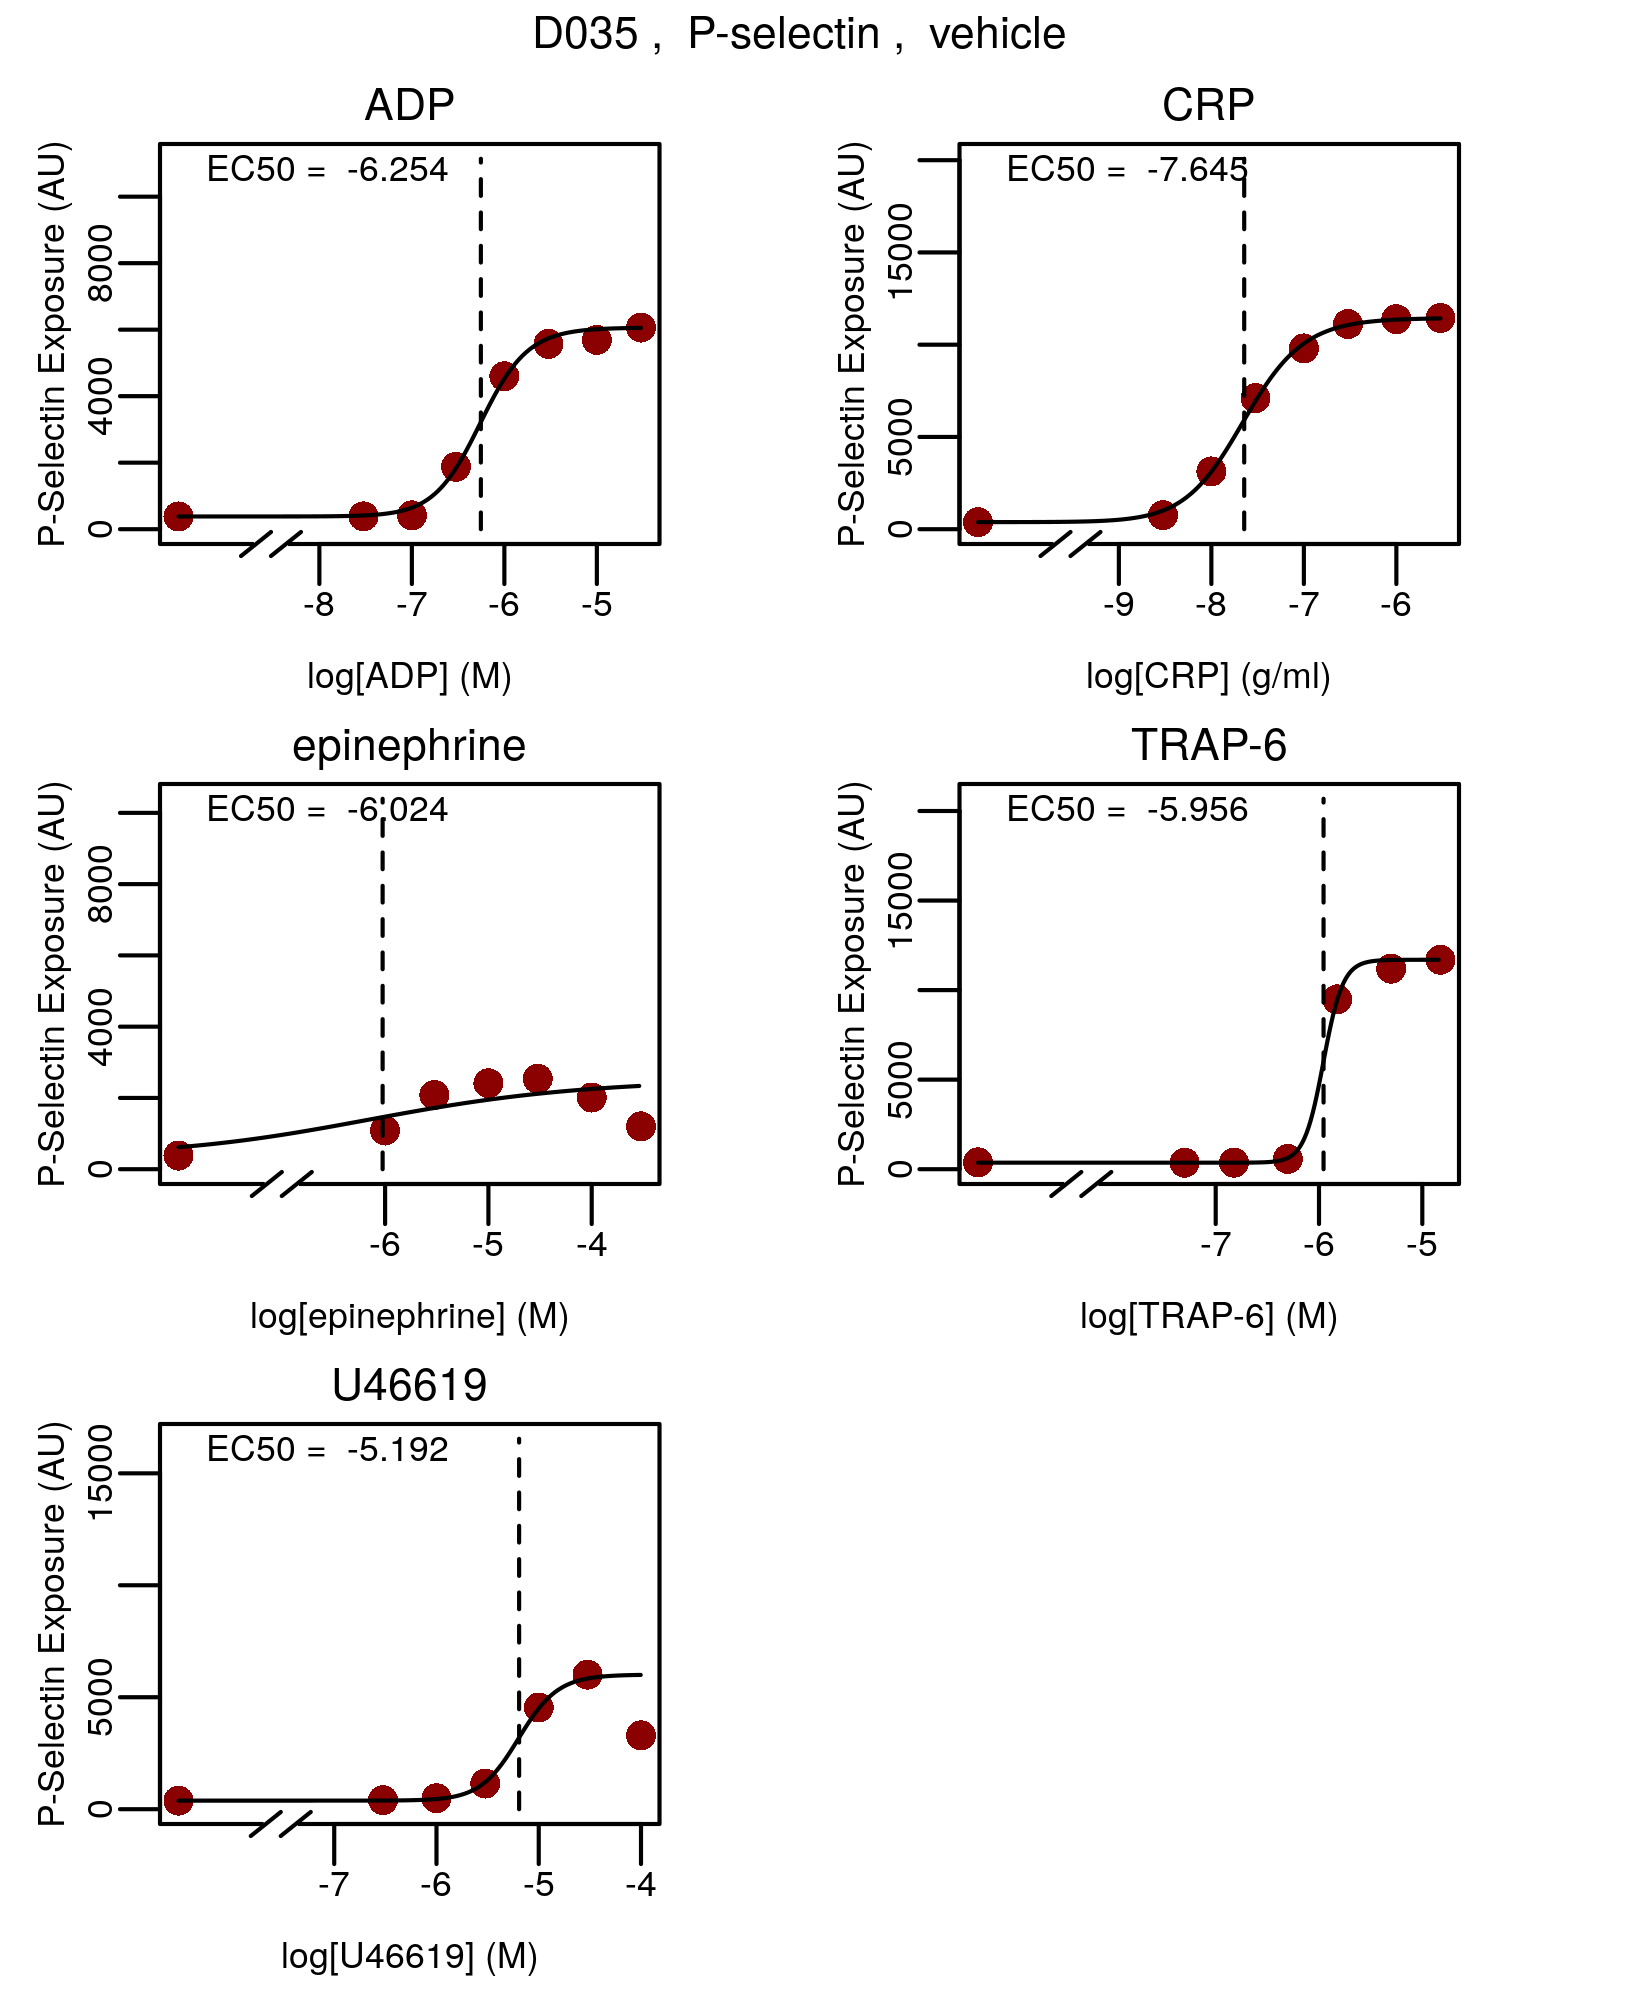 D035 , P-selectin , vehicle
ADP
P-Selectin Exposure (AU)
0 4000 8000
EC50 = -6.254
-8 -7 -6 -5
log[ADP] (M)
CRP
P-Selectin Exposure (AU)
0 5000 15000
EC50 = -7.645
-9 -8 -7 -6
log[CRP] (g/ml)
epinephrine
P-Selectin Exposure (AU)
0 4000 8000
EC50 = -6.024
-6 -5 -4
log[epinephrine] (M)
TRAP-6
P-Selectin Exposure (AU)
0 5000 15000
EC50 = -5.956
-7 -6 -5
log[TRAP-6] (M)
U46619
P-Selectin Exposure (AU)
0 5000 15000
EC50 = -5.192
-7 -6 -5 -4
log[U46619] (M)